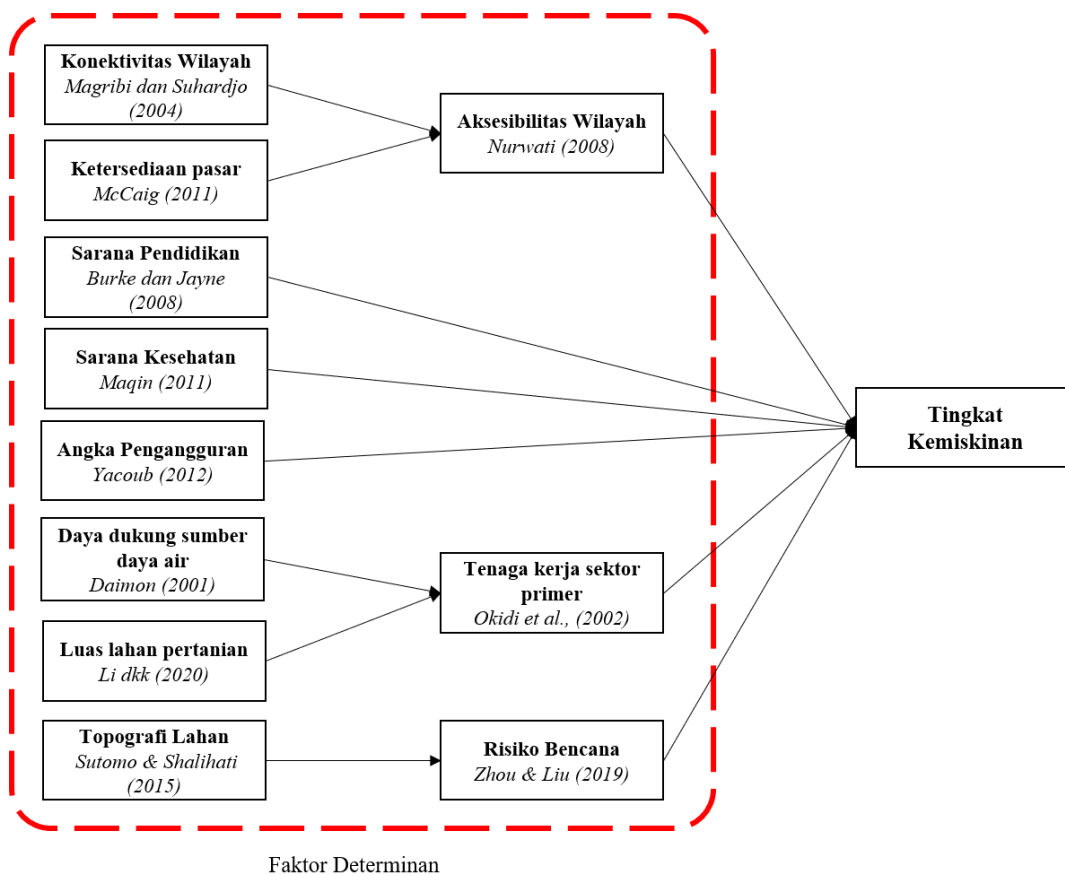 Konektivitas Wilayah
Magribi dan Suhardjo
(2004)
Ketersediaan pasar
McCaig (2011)
Sarana Pendidikan
Burke dan Jayne
(2008)
Sarana Kesehatan
Maqin (2011)
Angka Pengangguran
Yacoub (2012)
Daya dukung sumber
daya air
Daimon (2001)
Luas lahan pertanian
Li dkk (2020)
Topografi Lahan
Sutomo & Shalihati
(2015)
Aksesibilitas Wilayah
Nurwati (2008)
Tenaga kerja sektor
primer
Okidi et al., (2002)
Risiko Bencana
Zhou & Liu (2019)
Tingkat
Kemiskinan
Faktor Determinan